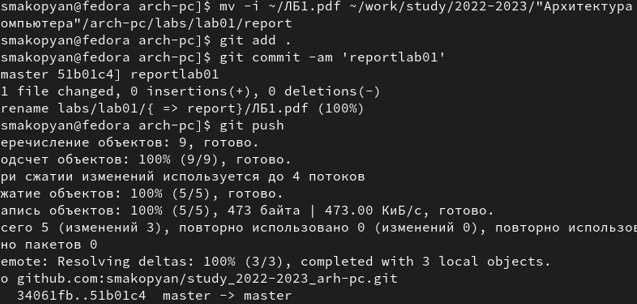 smakopyan@fedora arch-pc]$ mv -i ~/ЛБ1.pdf ~/work/study/2022-2023/"Архитектура
омпьютера"/arch-pc/labs/lab01/report
smakopyan@fedora arch-pc]$ git add .
smakopyan@fedora arch-pc]$ git commit -am 'reportlab01'
master 51b01c4] reportlab01
1 file changed, 0 insertions(+), 0 deletions(-)
rename labs/lab01/{ => report}/ЛБ1.pdf (100%)
smakopyan@fedora arch-pc]$ git push
еречисление объектов: 9, готово.
одсчет объектов: 100% (9/9), готово.
ри сжатии изменений используется до 4 потоков
жатие объектов: 100% (5/5), готово.
апись объектов: 100% (5/5), 473 байта | 473.00 КиБ/с, готово.
сего 5 (изменений 3), повторно использовано 0 (изменений 0), повторно использов
но пакетов 0
emote: Resolving deltas: 100% (3/3), completed with 3 local objects.
o github.com:smakopyan/study_2022-2023_arh-pc.git
34061fb..51b01c4 master -> master